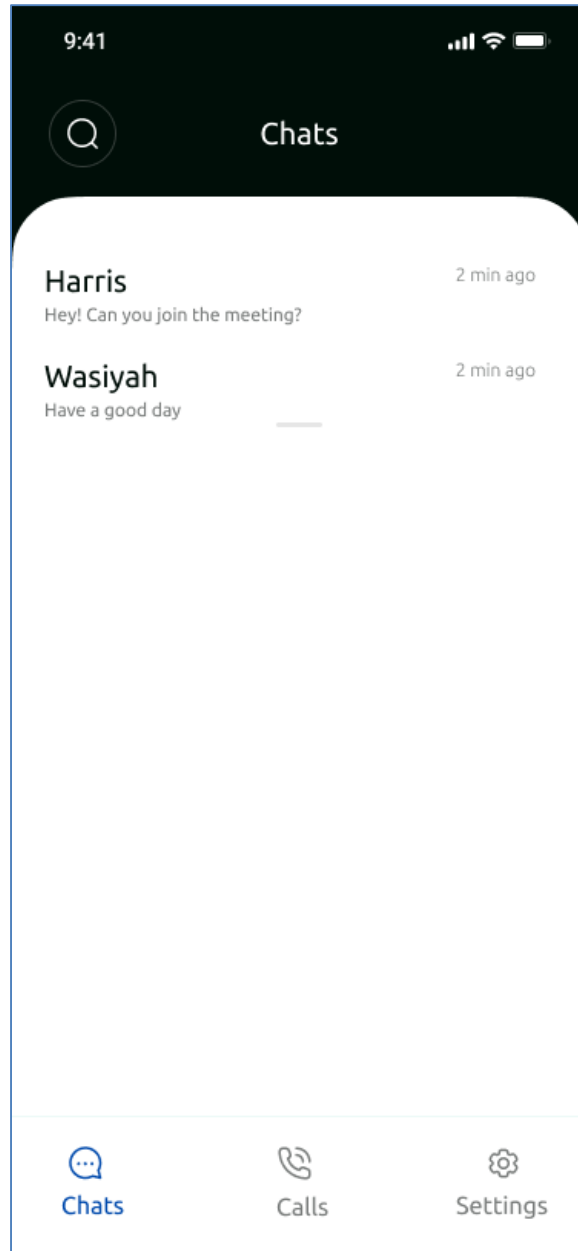 9:41
Chats
Harris
2 min ago
Hey! Can you join the meeting?
Wasiyah
2 min ago
Have a good day
Chats
Calls
Settings